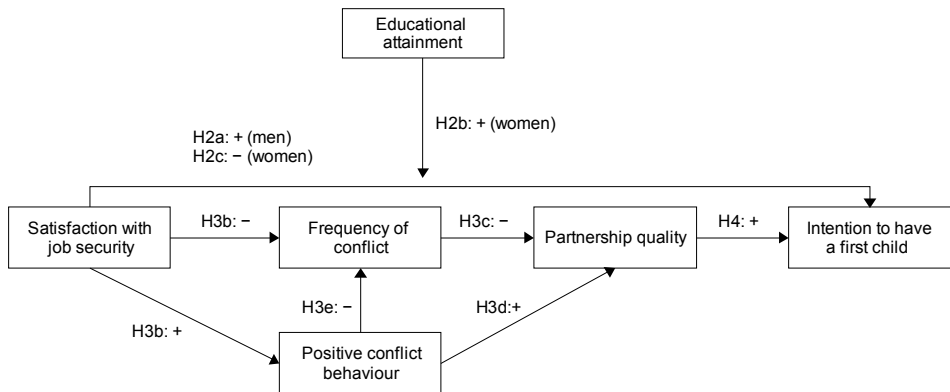 Educational
attainment
H2b: + (women)
H2a: + (men)
H2c: − (women)
Satisfaction with
job security
H3b: −
Frequency of
conflict
H3c: −
Partnership quality
H4: +
Intention to have
a first child
H3b: +
H3e: −
H3d:+
Positive conflict
behaviour